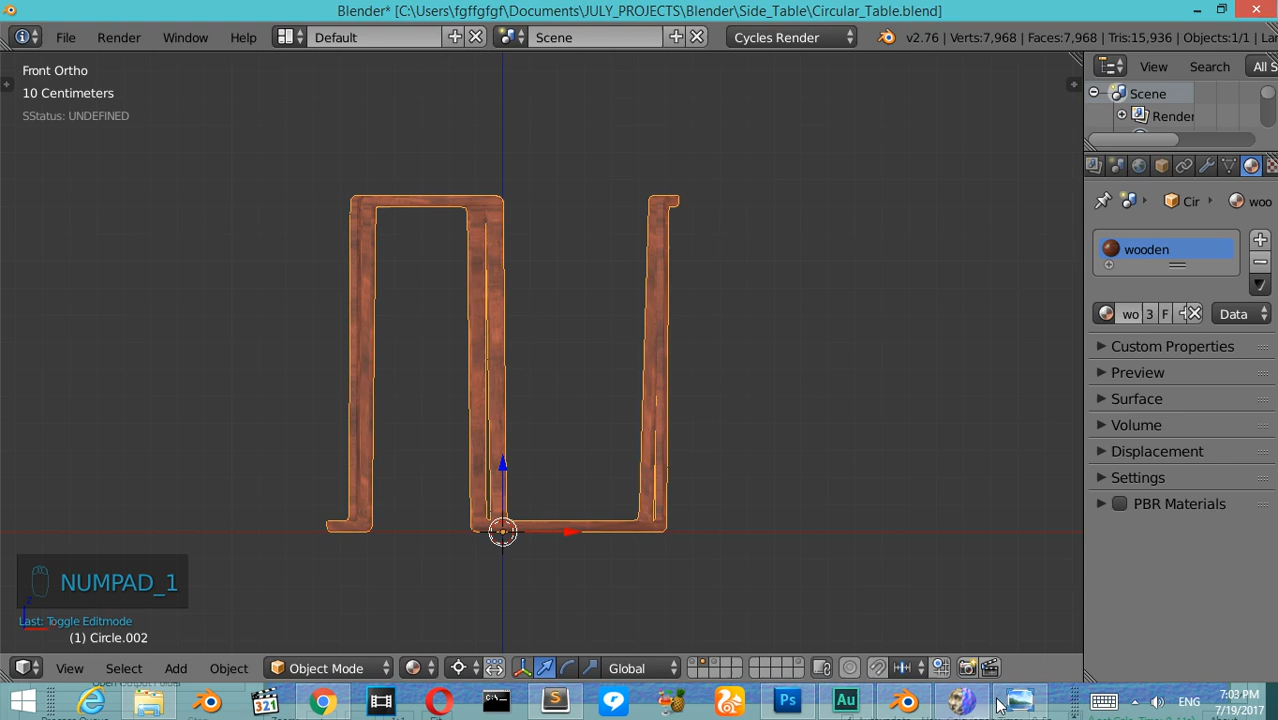 Blender* [C:\Users\fgffgfgf\Documents\JULY_PROJECTS\Blender\Side_Table\Circular_Table.blend]
File Render Window Help Default Scene Cycles Render v2.76 | Verts:7,968 | Faces:7,968 | Tris:15,936 | Objects:1/1 | Lar
Front Ortho
10 Centimeters
SStatus: UNDEFINED
View Search All S
Scene
Render
Cir woo
wooden
wo 3 F Data
Custom Properties
Preview
Surface
Volume
Displacement
Settings
PBR Materials
NUMPAD_1
Last: Toggle Editmode
(1) Circle.002
View Select Add Object Object Mode Global
321 Ps Au ENG
7:03 PM
7/19/2017